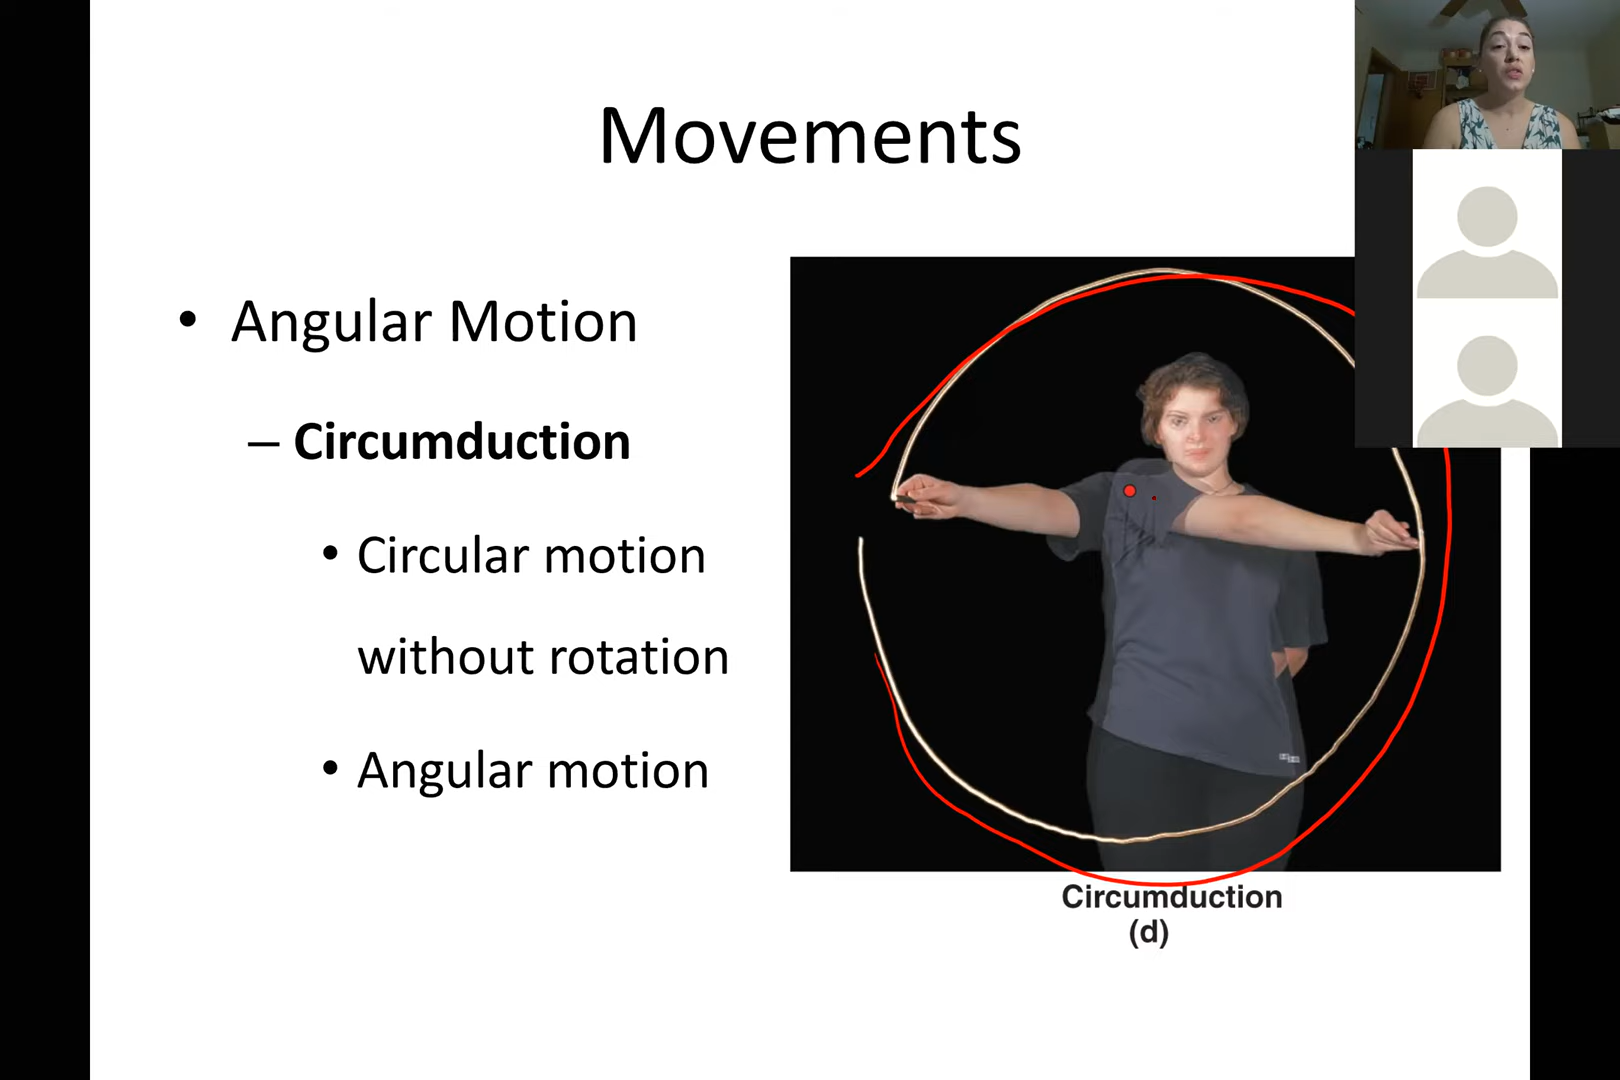 Movements
• Angular Motion
– Circumduction
• Circular motion
without rotation
• Angular motion
Circumduction
(d)